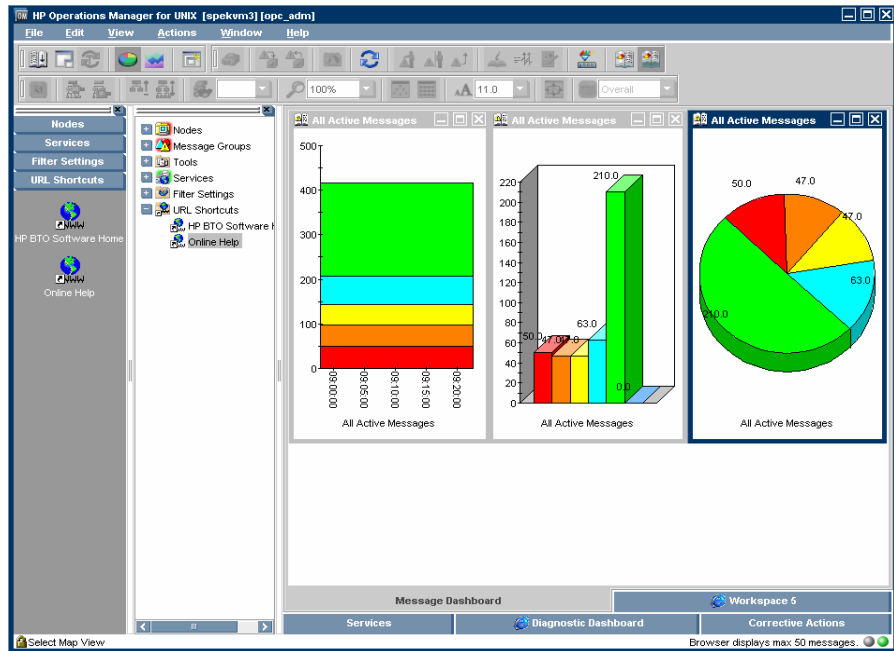 HP Operations Manager for UNIX [spekvm3] [opc_adm]
File Edit View Actions Window Help
100%
11.0
Overall
Nodes
Services
Filter Settings
URL Shortcuts
HP BTO Software Home
Online Help
Nodes
Message Groups
Tools
Services
Filter Settings
URL Shortcuts
HP BTO Software H
Online Help
All Active Messages
500
400
300
200
100
0
09:00:00
09:05:00
09:10:00
09:15:00
09:20:00
All Active Messages
All Active Messages
210.0
220
200
180
160
140
120
100
80
60
40
20
0
50.0
47.0
47.0
63.0
0.0
All Active Messages
All Active Messages
50.0
47.0
47.0
63.0
210.0
All Active Messages
Message Dashboard
Workspace 5
Services
Diagnostic Dashboard
Corrective Actions
Select Map View
Browser displays max 50 messages.